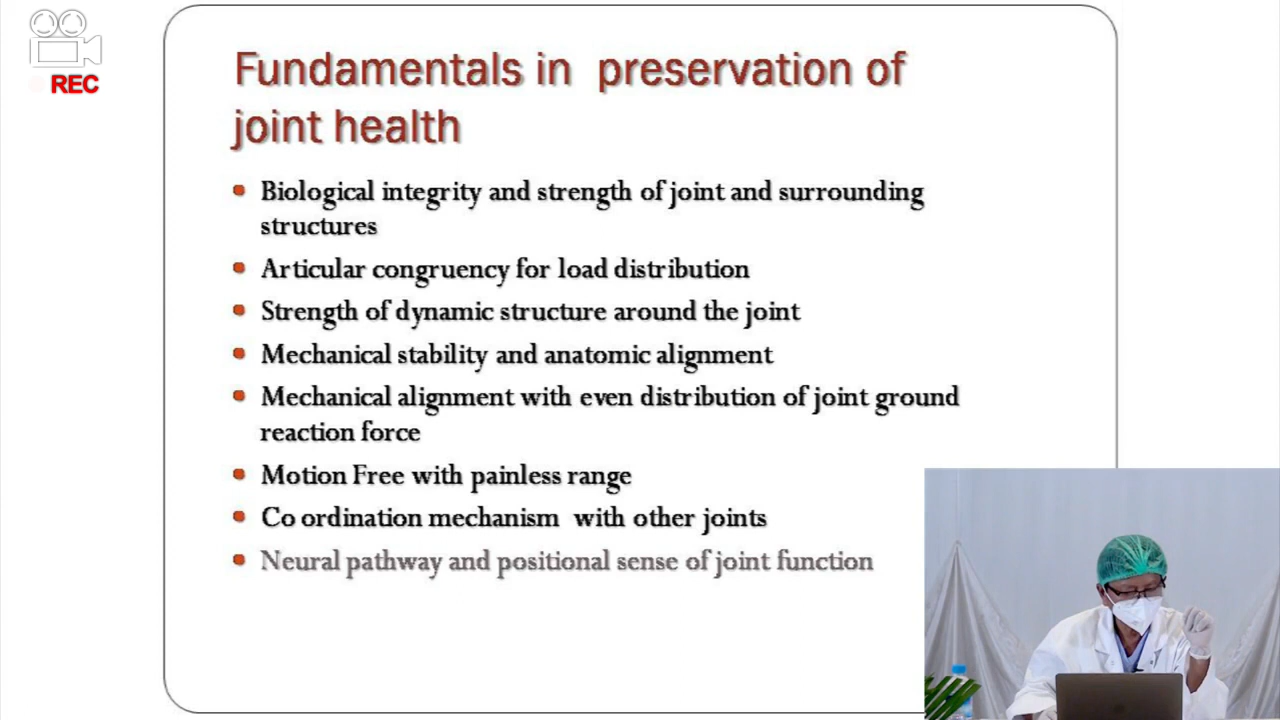 REC
Fundamentals in  preservation of
joint health
Biological integrity and strength of joint and surrounding
structures
Articular congruency for load distribution
Strength of dynamic structure around the joint
Mechanical stability and anatomic alignment
Mechanical alignment with even distribution of joint ground
reaction force
Motion Free with painless range
Co ordination mechanism  with other joints
Neural pathway and positional sense of joint function